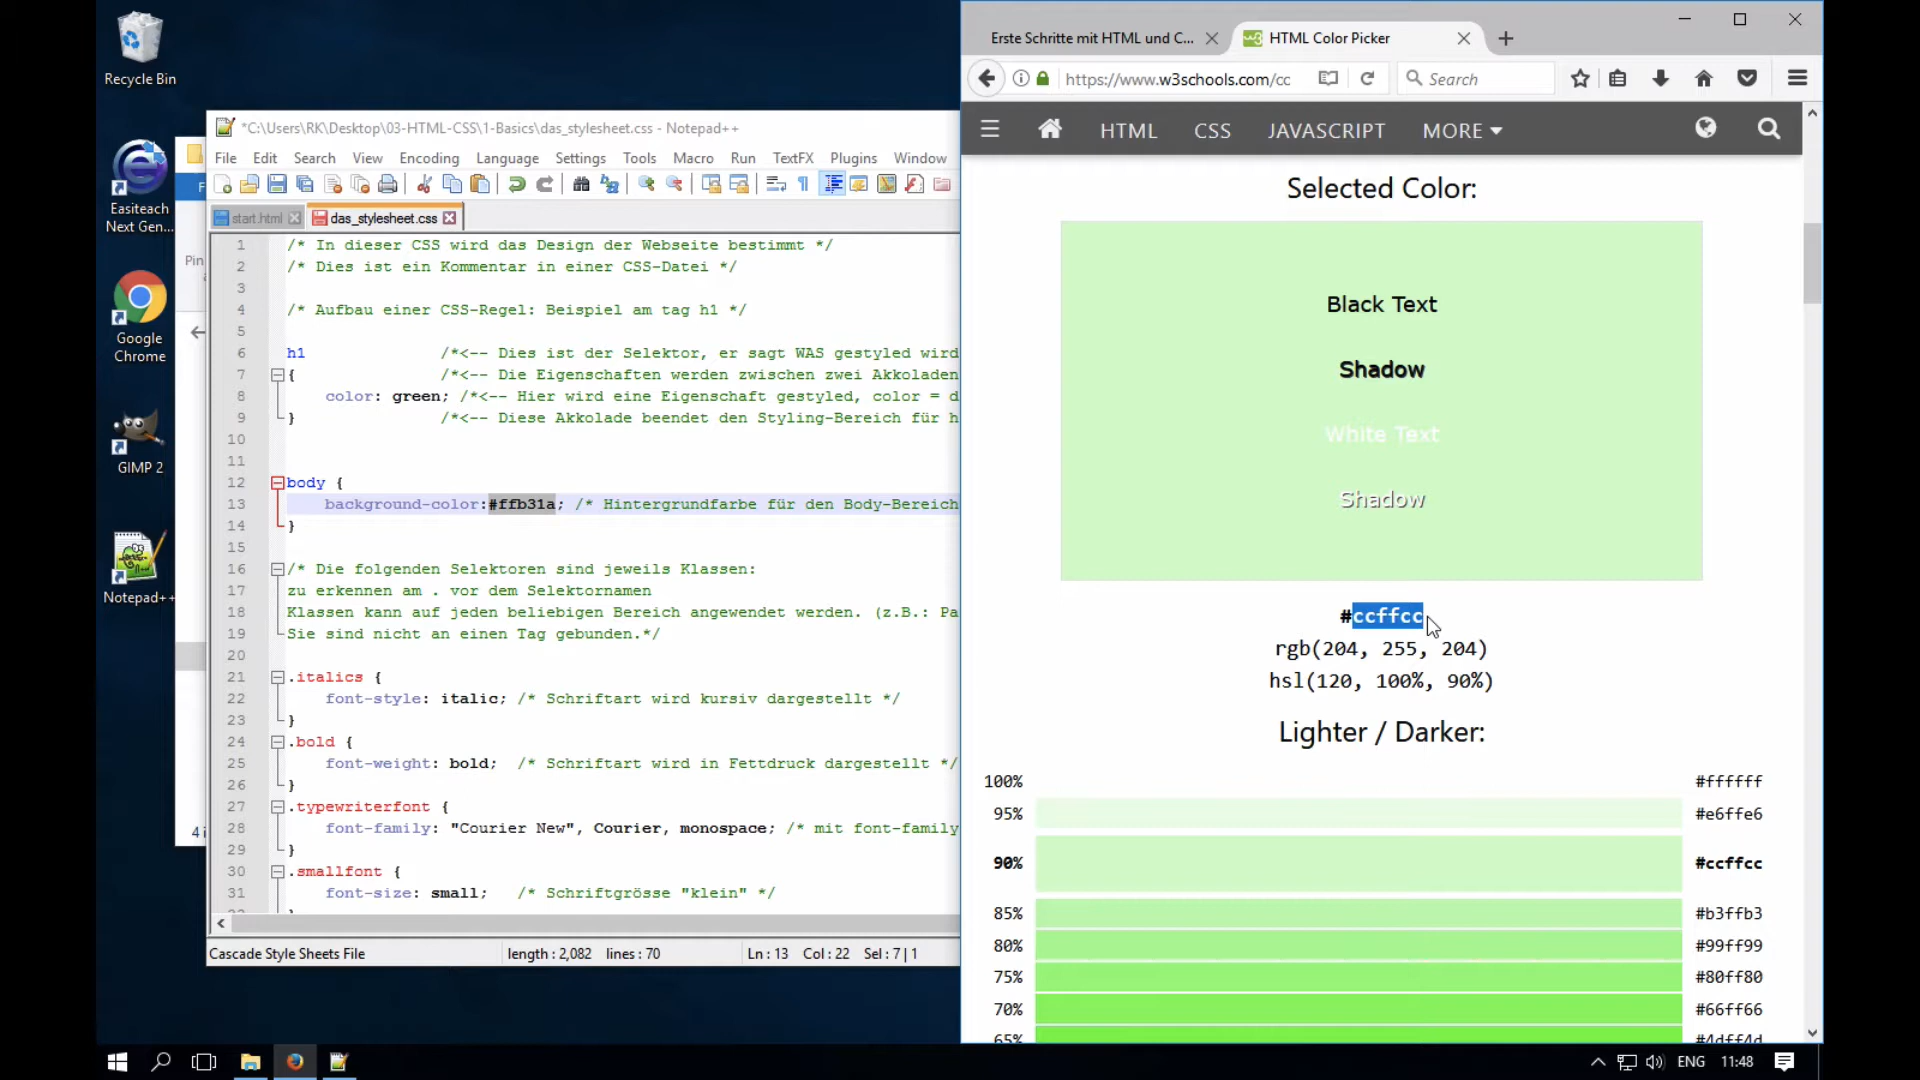 Recycle Bin
Easiteach
Next Gen...
Google
Chrome
GIMP 2
Notepad++
F
Pin
4 i
*C:\Users\RK\Desktop\03-HTML-CSS\1-Basics\das_stylesheet.css - Notepad++
File Edit Search View Encoding Language Settings Tools Macro Run TextFX Plugins Window
start.html das_stylesheet.css
1 /* In dieser CSS wird das Design der Webseite bestimmt */
2 /* Dies ist ein Kommentar in einer CSS-Datei */
3
4 /* Aufbau einer CSS-Regel: Beispiel am tag h1 */
5
6 h1 /*<-- Dies ist der Selektor, er sagt WAS gestyled wird
7 { /*<-- Die Eigenschaften werden zwischen zwei Akkoladen
8 color: green; /*<-- Hier wird eine Eigenschaft gestyled, color = d
9 } /*<-- Diese Akkolade beendet den Styling-Bereich für h
10
11
12 body {
13 background-color:#ffb31a; /* Hintergrundfarbe für den Body-Bereich
14 }
15
16 /* Die folgenden Selektoren sind jeweils Klassen:
17 zu erkennen am . vor dem Selektornamen
18 Klassen kann auf jeden beliebigen Bereich angewendet werden. (z.B.: Pa
19 Sie sind nicht an einen Tag gebunden.*/
20
21 .italics {
22 font-style: italic; /* Schriftart wird kursiv dargestellt */
23 }
24 .bold {
25 font-weight: bold; /* Schriftart wird in Fettdruck dargestellt */
26 }
27 .typewriterfont {
28 font-family: "Courier New", Courier, monospace; /* mit font-family
29 }
30 .smallfont {
31 font-size: small; /* Schriftgrösse "klein" */
Cascade Style Sheets File length : 2,082 lines : 70 Ln : 13 Col : 22 Sel : 7 | 1
Erste Schritte mit HTML und C... HTML Color Picker
https://www.w3schools.com/cc Search
HTML CSS JAVASCRIPT MORE
Selected Color:
Black Text
Shadow
White Text
Shadow
#ccffcc
rgb(204, 255, 204)
hsl(120, 100%, 90%)
Lighter / Darker:
100% #ffffff
95% #e6ffe6
90% #ccffcc
85% #b3ffb3
80% #99ff99
75% #80ff80
70% #66ff66
65% #4dff4d
ENG 11:48